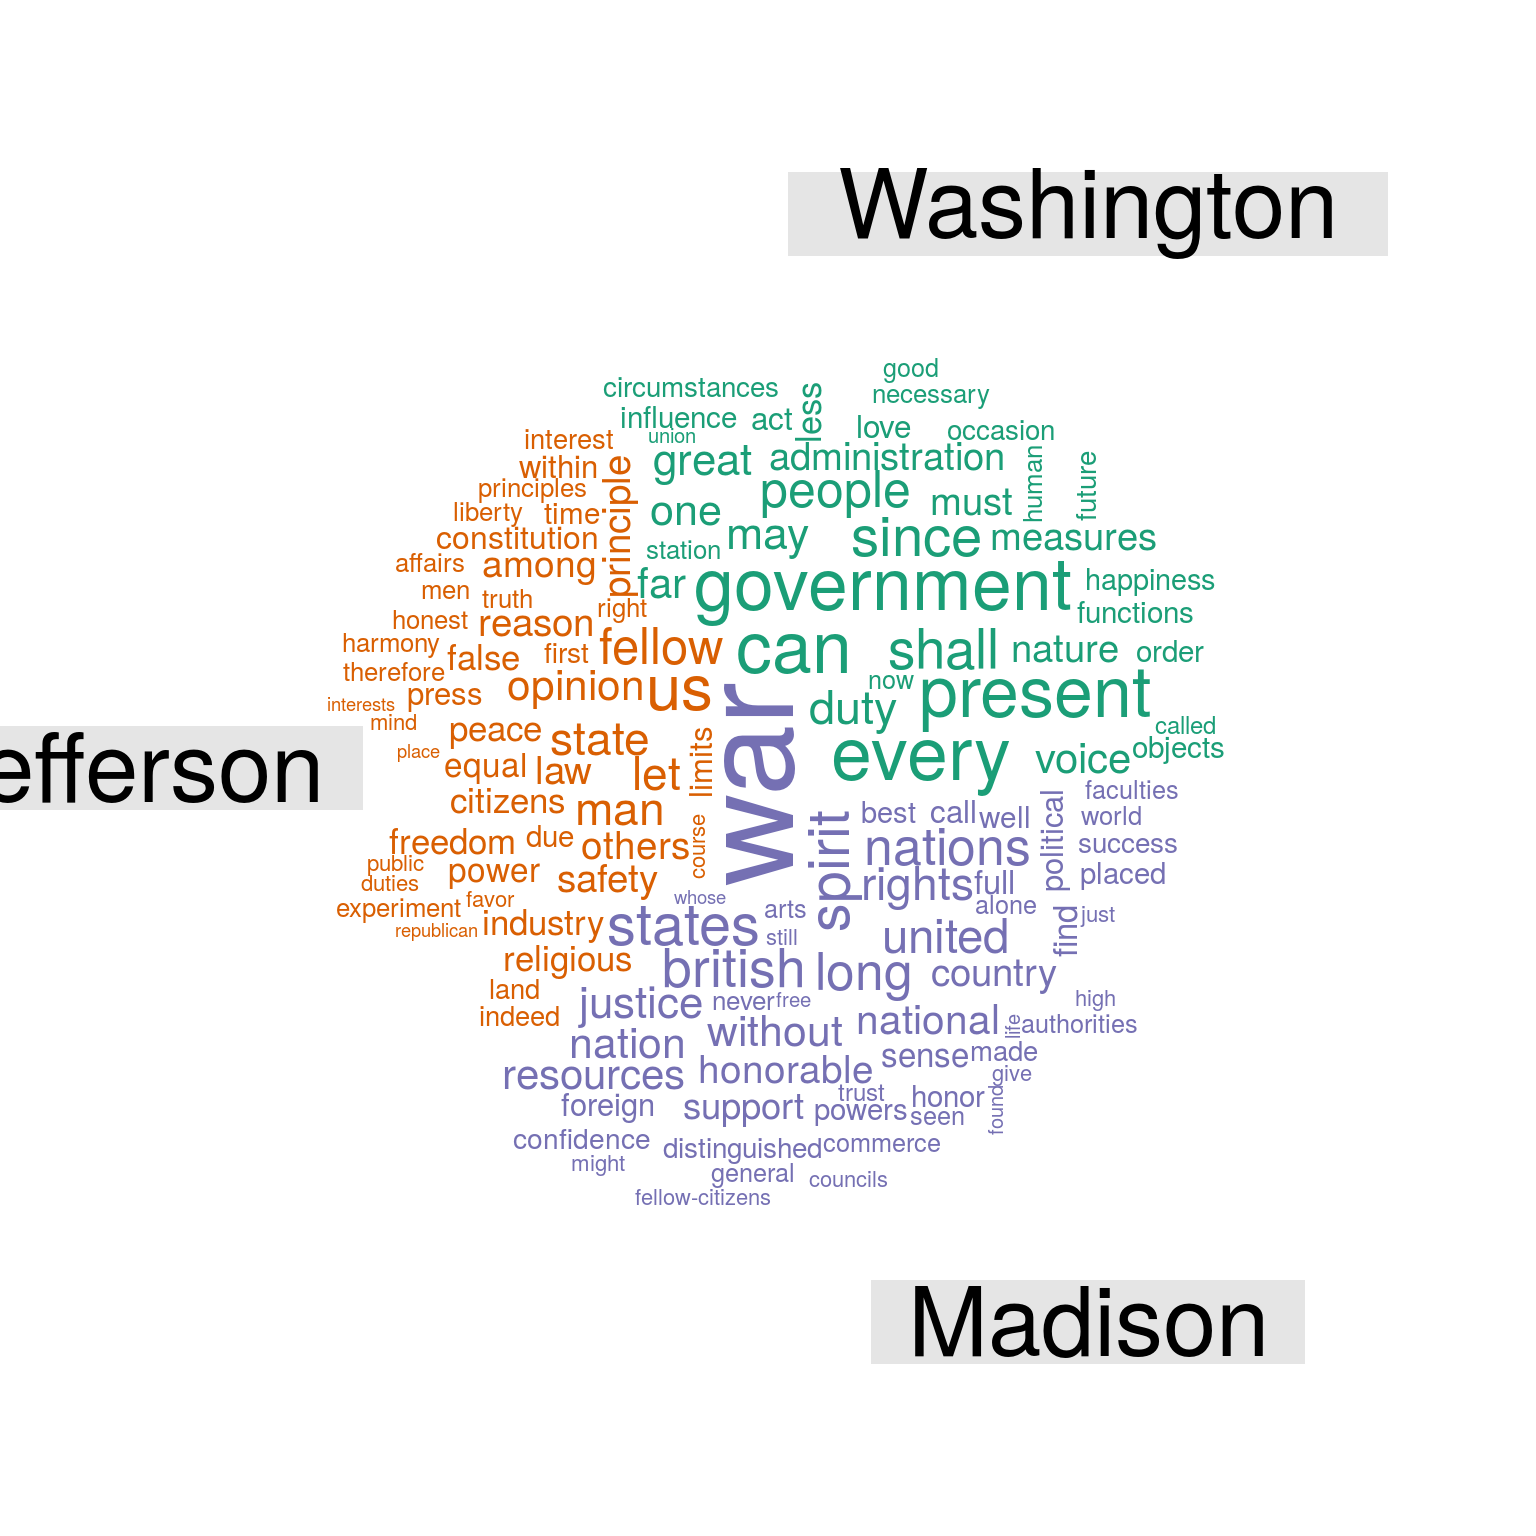 Washington
good
circumstances
necessary
less
influence
act
love
occasion
union
interest
great
administration
human
future
within
principle
people
must
principles
liberty
time
one
may
since
measures
constitution
station
affairs
among
far
government
happiness
men
truth
right
functions
honest
reason
fellow
can
shall
nature
order
harmony
false
first
therefore
press
opinion
us
now
present
interests
mind
duty
called
peace
state
limits
war
every
voice
objects
place
efferson
equal
law
let
citizens
man
best
call
well
political
faculties
world
freedom
due
others
course
spirit
nations
success
public
power
safety
rights
full
placed
duties
experiment
favor
whose
arts
alone
find
just
republican
industry
states
still
united
religious
british
long
country
land
indeed
justice
never
free
high
nation
without
national
life
authorities
resources
honorable
sense
made
give
foreign
support
trust
powers
honor
seen
found
confidence
distinguished
commerce
might
general
councils
fellow-citizens
Madison